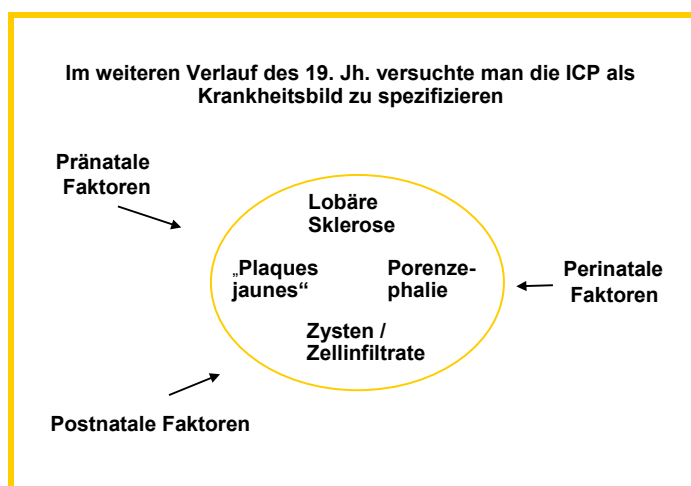 Im weiteren Verlauf des 19. Jh. versuchte man die ICP als
Krankheitsbild zu spezifizieren
Pränatale
Faktoren
Lobäre
Sklerose
„Plaques
jaunes“
Porenze-
phalie
Perinatale
Faktoren
Zysten /
Zellinfiltrate
Postnatale Faktoren